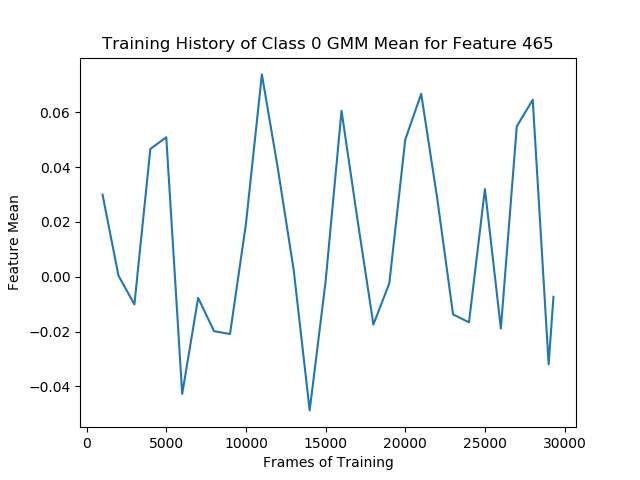 Training History of Class 0 GMM Mean for Feature 465
0.06
0.04
0.02
0.00
−0.02
−0.04
Feature Mean
0 5000 10000 15000 20000 25000 30000
Frames of Training